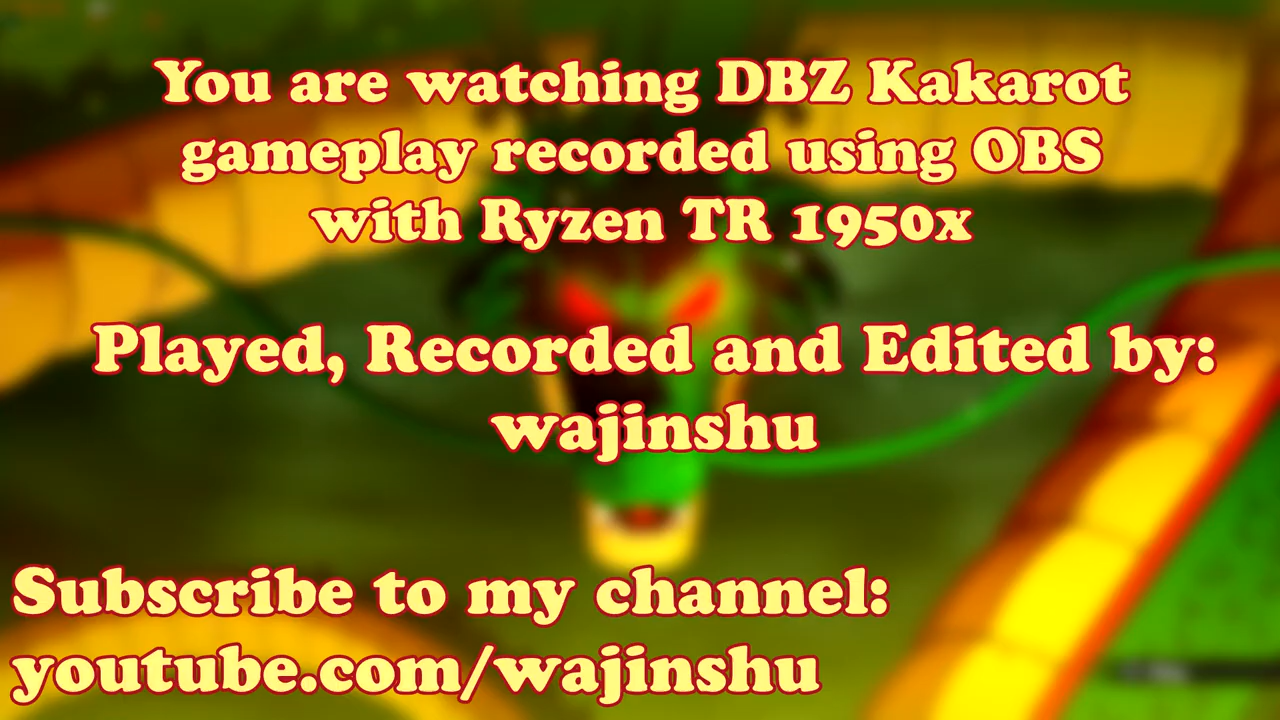 You are watching DBZ Kakarot
gameplay recorded using OBS
with Ryzen TR 1950x
Played, Recorded and Edited by:
wajinshu
Subscribe to my channel:
youtube.com/wajinshu